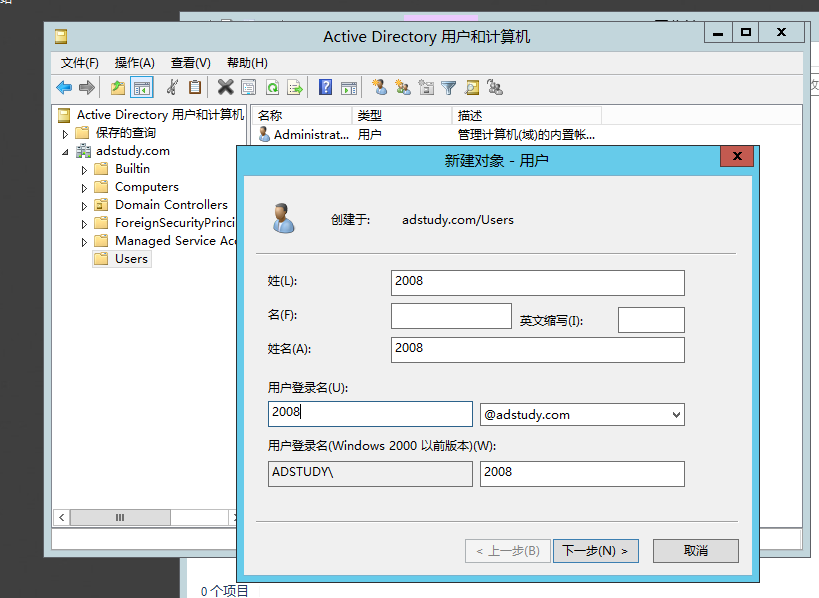 Active Directory 用户和计算机
文件(F) 操作(A) 查看(V) 帮助(H)
Active Directory 用户和计算机
保存的查询
adstudy.com
Builtin
Computers
Domain Controllers
ForeignSecurityPrinci
Managed Service Acc
Users
名称 类型 描述
Administrat... 用户 管理计算机(域)的内置帐...
新建对象 - 用户
创建于: adstudy.com/Users
姓(L): 2008
名(F): 英文缩写(I):
姓名(A): 2008
用户登录名(U):
2008 @adstudy.com
用户登录名(Windows 2000 以前版本)(W):
ADSTUDY\ 2008
< 上一步(B) 下一步(N) > 取消
0 个项目